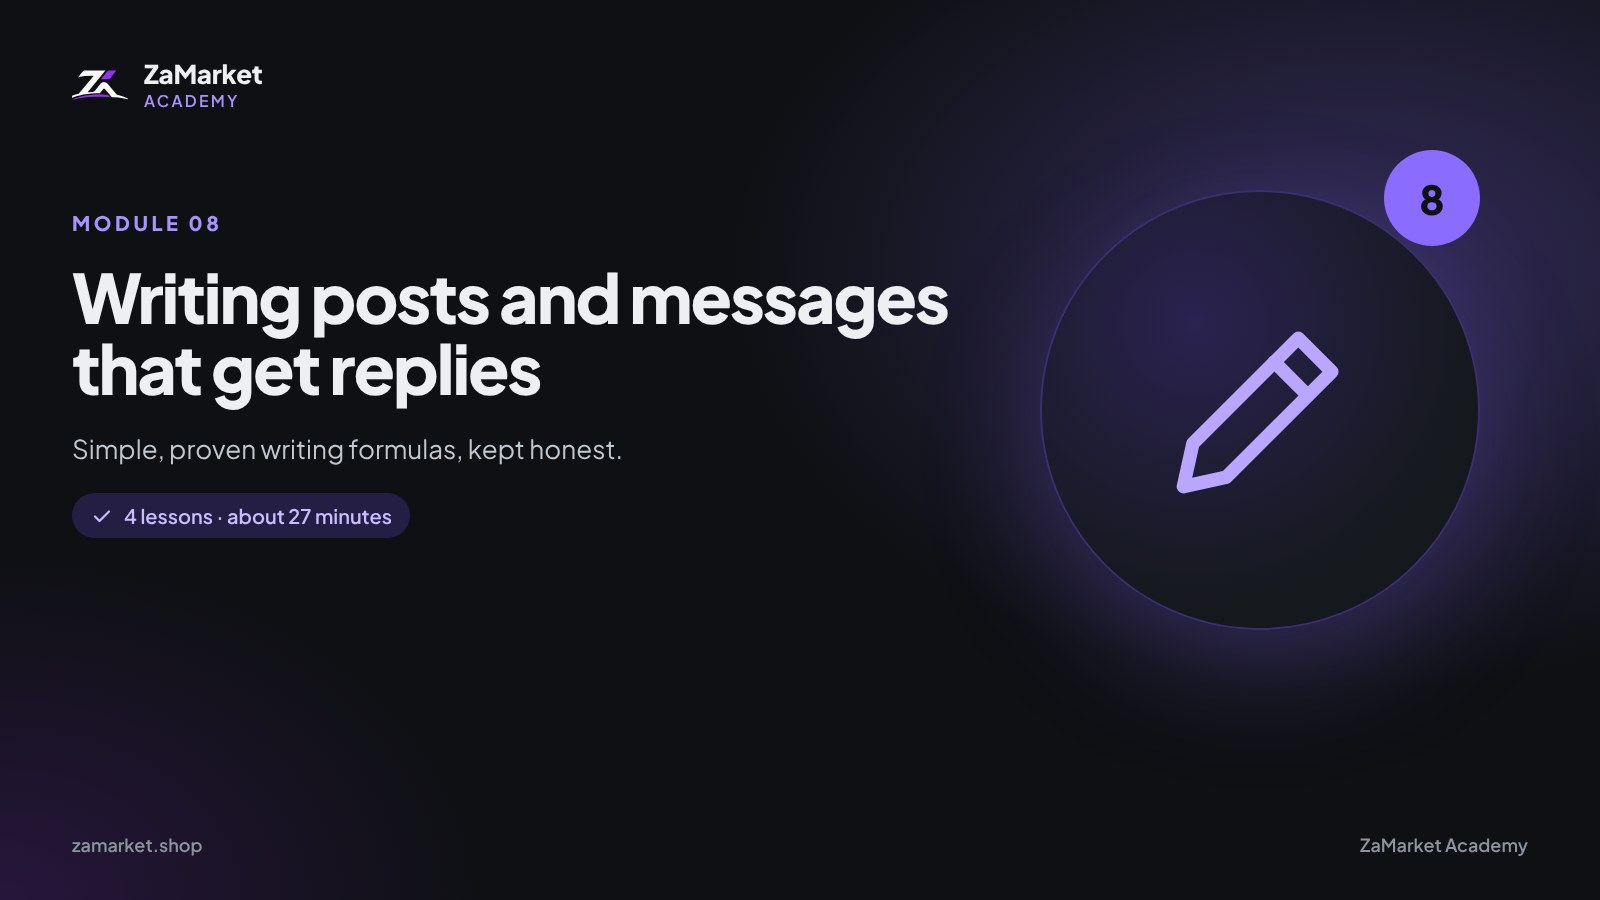 ZaMarket
ACADEMY
8
MODULE 08
Writing posts and messages
that get replies
Simple, proven writing formulas, kept honest.
4 lessons · about 27 minutes
zamarket.shop
ZaMarket Academy